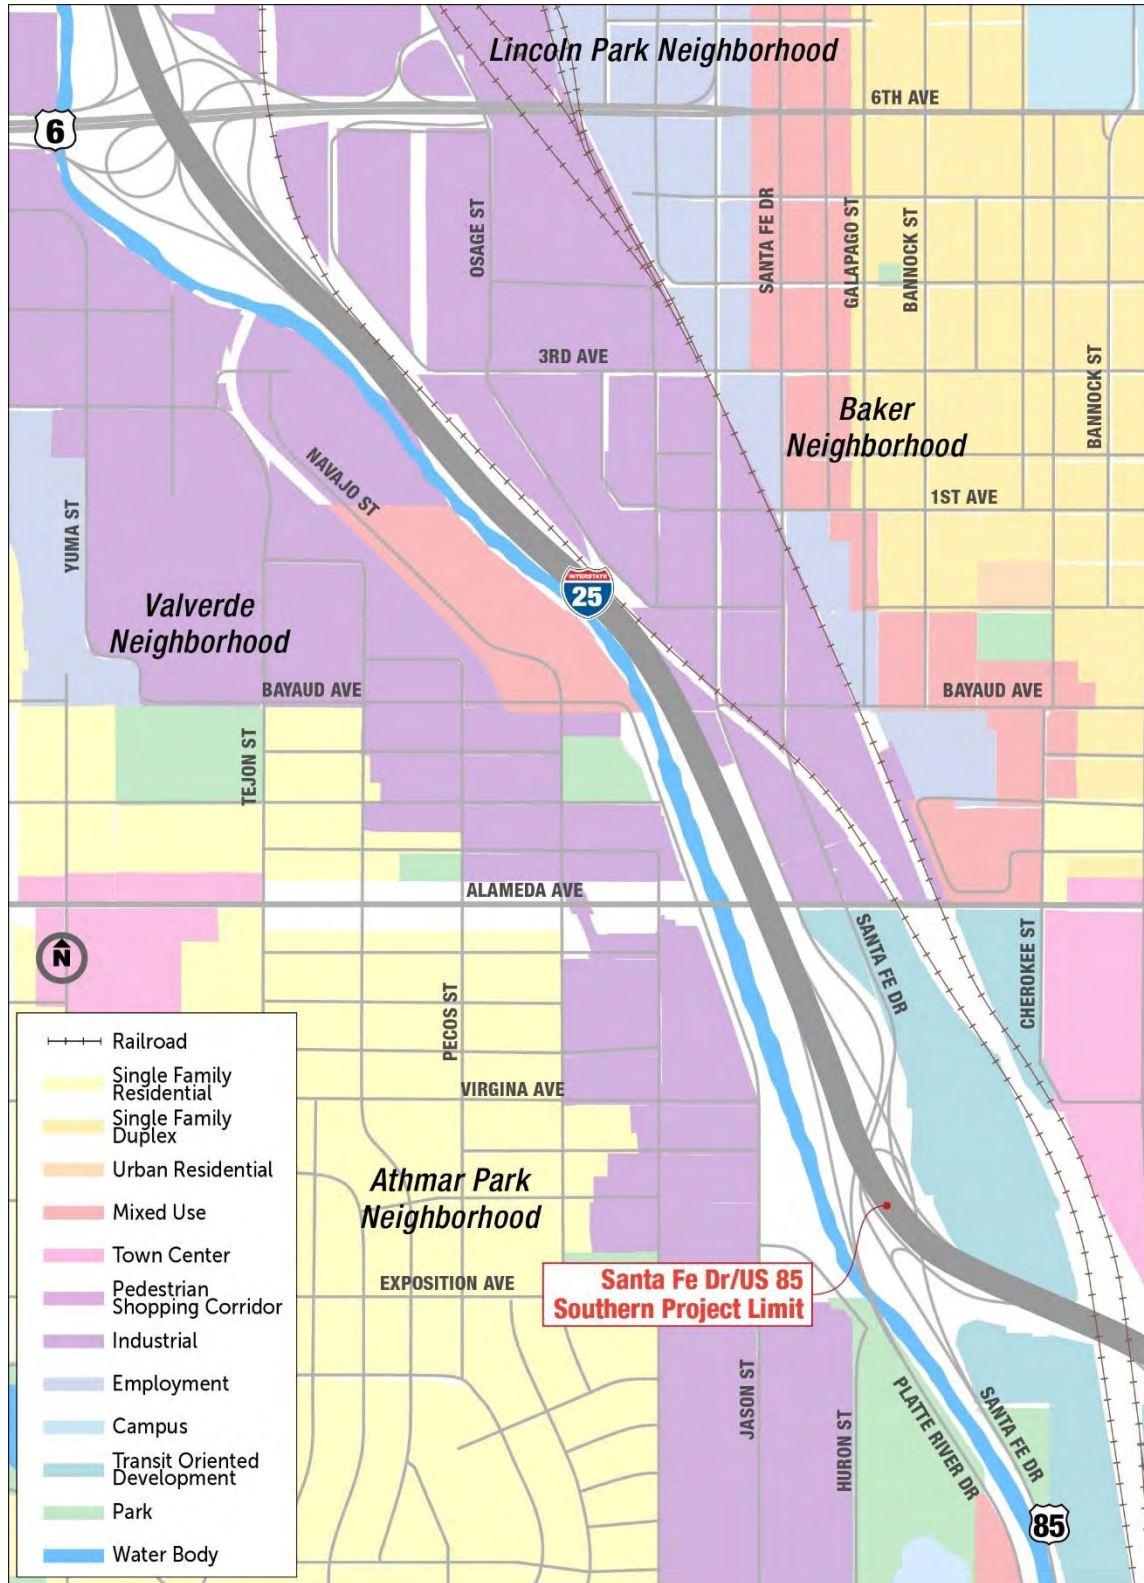 Lincoln Park Neighborhood
6TH AVE
6
OSAGE ST
SANTA FE DR
GALAPAGO ST
BANNOCK ST
3RD AVE
BANNOCK ST
Baker
Neighborhood
NAVAJO ST
1ST AVE
YUMA ST
INTERSTATE
25
Valverde
Neighborhood
BAYAUD AVE
BAYAUD AVE
TEJON ST
ALAMEDA AVE
N
SANTA FE DR
CHEROKEE ST
PECOS ST
VIRGINA AVE
Athmar Park
Neighborhood
EXPOSITION AVE
Santa Fe Dr/US 85
Southern Project Limit
JASON ST
HURON ST
PLATTE RIVER DR
SANTA FE DR
85
Railroad
Single Family
Residential
Single Family
Duplex
Urban Residential
Mixed Use
Town Center
Pedestrian
Shopping Corridor
Industrial
Employment
Campus
Transit Oriented
Development
Park
Water Body